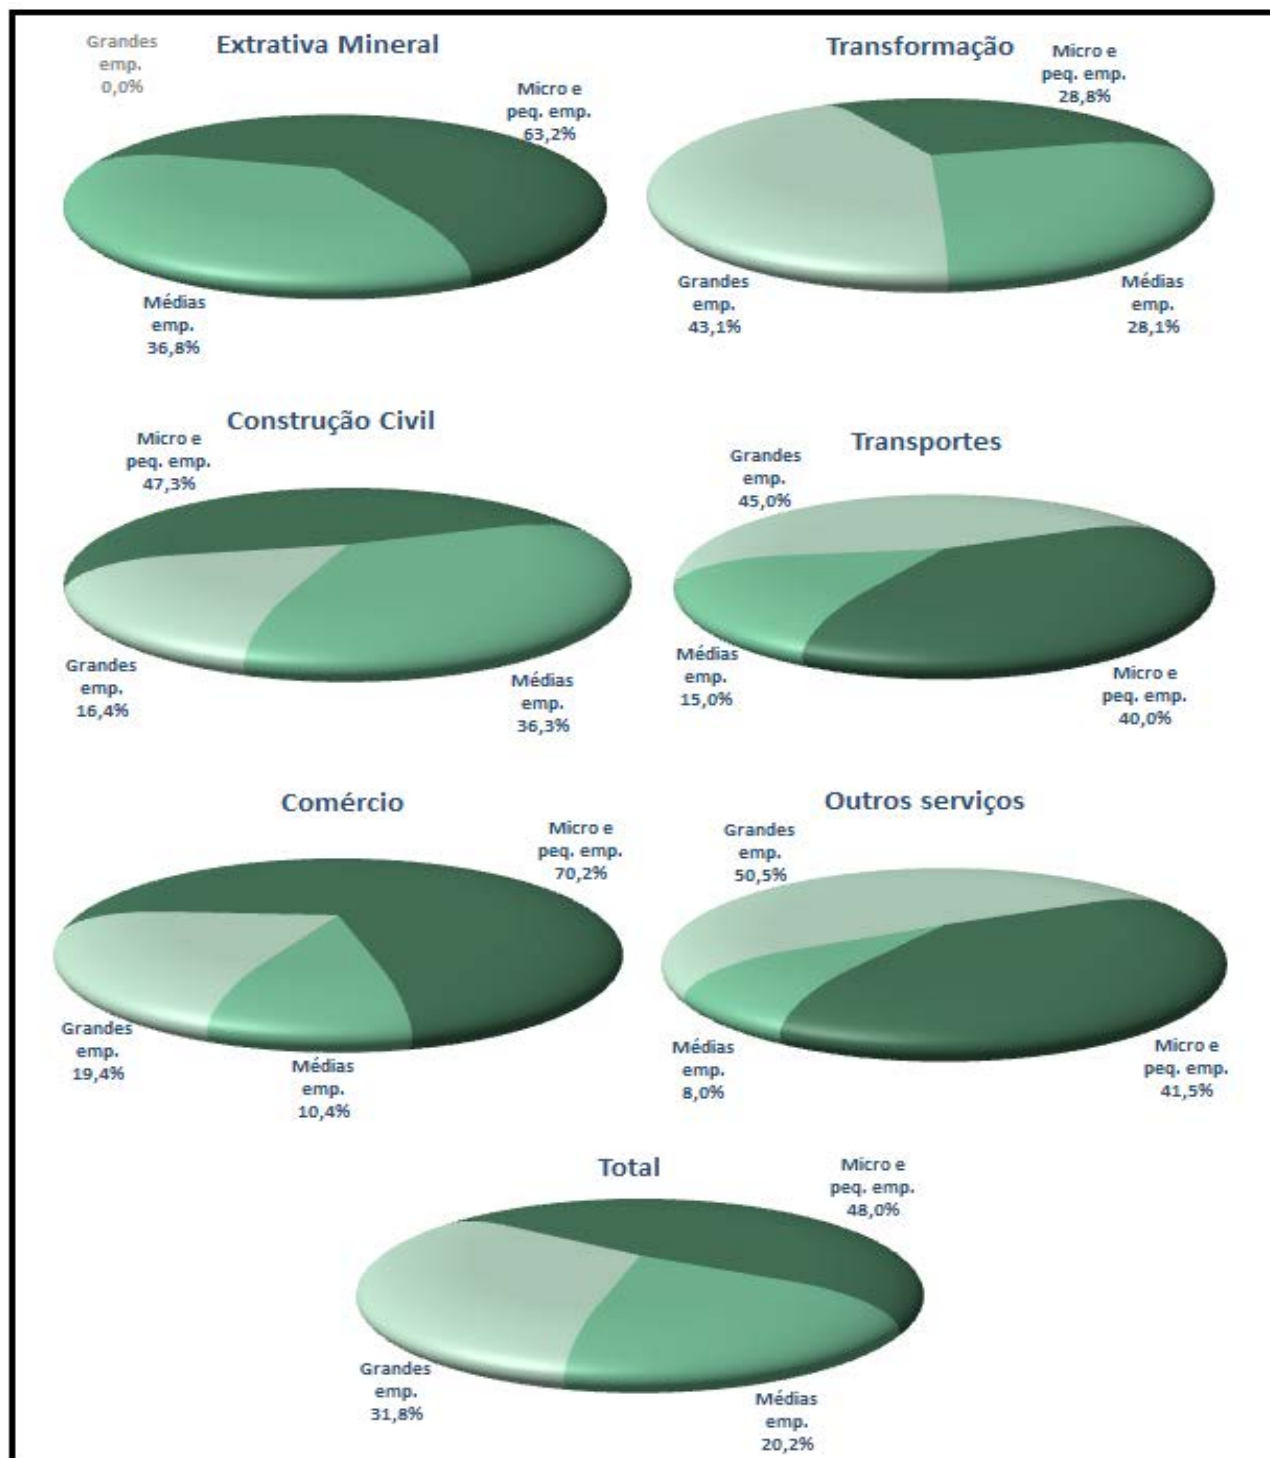 Extrativa Mineral
Grandes
emp.
0,0%
Micro e
peq. emp.
63,2%
Médias
emp.
36,8%
Transformação
Micro e
peq. emp.
28,8%
Grandes
emp.
43,1%
Médias
emp.
28,1%
Construção Civil
Micro e
peq. emp.
47,3%
Grandes
emp.
16,4%
Médias
emp.
36,3%
Transportes
Grandes
emp.
45,0%
Médias
emp.
15,0%
Micro e
peq. emp.
40,0%
Comércio
Micro e
peq. emp.
70,2%
Grandes
emp.
19,4%
Médias
emp.
10,4%
Outros serviços
Grandes
emp.
50,5%
Médias
emp.
8,0%
Micro e
peq. emp.
41,5%
Total
Micro e
peq. emp.
48,0%
Grandes
emp.
31,8%
Médias
emp.
20,2%